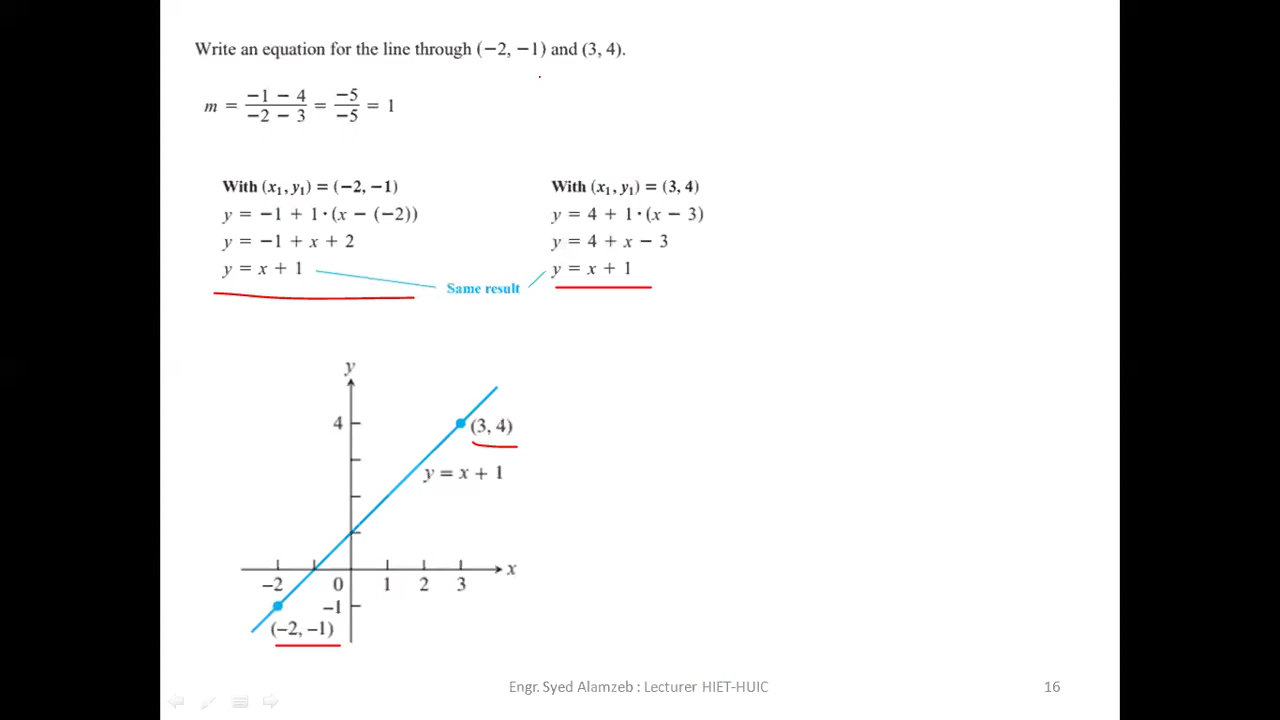 Write an equation for the line through (−2, −1) and (3, 4).
m = (−1 − 4)/(−2 − 3) = −5/−5 = 1
With (x₁, y₁) = (−2, −1)
y = −1 + 1·(x − (−2))
y = −1 + x + 2
y = x + 1
With (x₁, y₁) = (3, 4)
y = 4 + 1·(x − 3)
y = 4 + x − 3
y = x + 1
Same result
y
4
(3, 4)
y = x + 1
x
−2 0 1 2 3
−1
(−2, −1)
Engr. Syed Alamzeb : Lecturer HIET-HUIC
16